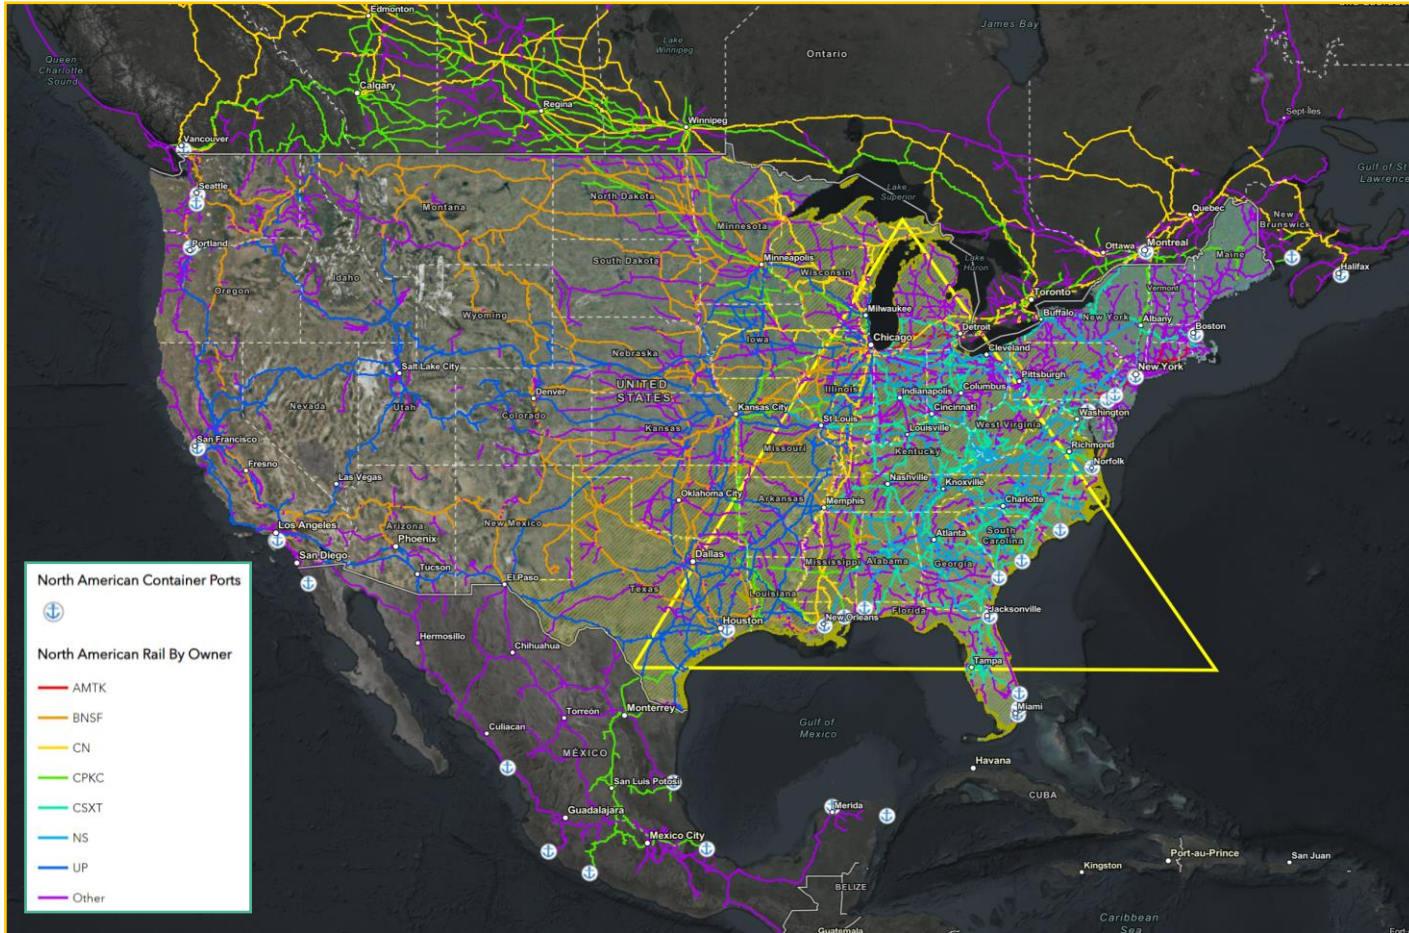 Edmonton
James Bay
Lake
Winnipeg
Ontario
Queen
Charlotte
Sound
Calgary
Regina
Winnipeg
Sept-Îles
Vancouver
Gulf of St
Lawrence
Seattle
North Dakota
Montana
Lake
Superior
Quebec
New
Brunswick
Minnesota
Portland
Ottawa
Montreal
Maine
Halifax
Minneapolis
South Dakota
Wisconsin
Lake
Huron
Idaho
Oregon
Toronto
Vermont
Wyoming
Milwaukee
Buffalo
New York
Albany
Detroit
Boston
Iowa
Chicago
Nebraska
Cleveland
Salt Lake City
UNITED
STATES
Pittsburgh
New York
Nevada
Utah
Denver
Colorado
Illinois
Indianapolis
Columbus
Kansas City
Cincinnati
Washington
Kansas
St Louis
Louisville
West Virginia
San Francisco
Missouri
Kentucky
Richmond
Fresno
Norfolk
Las Vegas
Nashville
Knoxville
Oklahoma City
Arkansas
Memphis
Charlotte
Los Angeles
Arizona
New Mexico
Phoenix
Atlanta
South
Carolina
San Diego
Dallas
Mississippi
Alabama
Georgia
Tucson
El Paso
Texas
Louisiana
Florida
Jacksonville
Houston
New Orleans
Hermosillo
Chihuahua
Tampa
Monterrey
Torreón
Miami
Culiacan
Gulf of
Mexico
MÉXICO
Havana
San Luis Potosi
CUBA
Guadalajara
Merida
Mexico City
Port-au-Prince
San Juan
Kingston
BELIZE
Caribbean
Sea
Guatemala
North American Container Ports
North American Rail By Owner
AMTK
BNSF
CN
CPKC
CSXT
NS
UP
Other